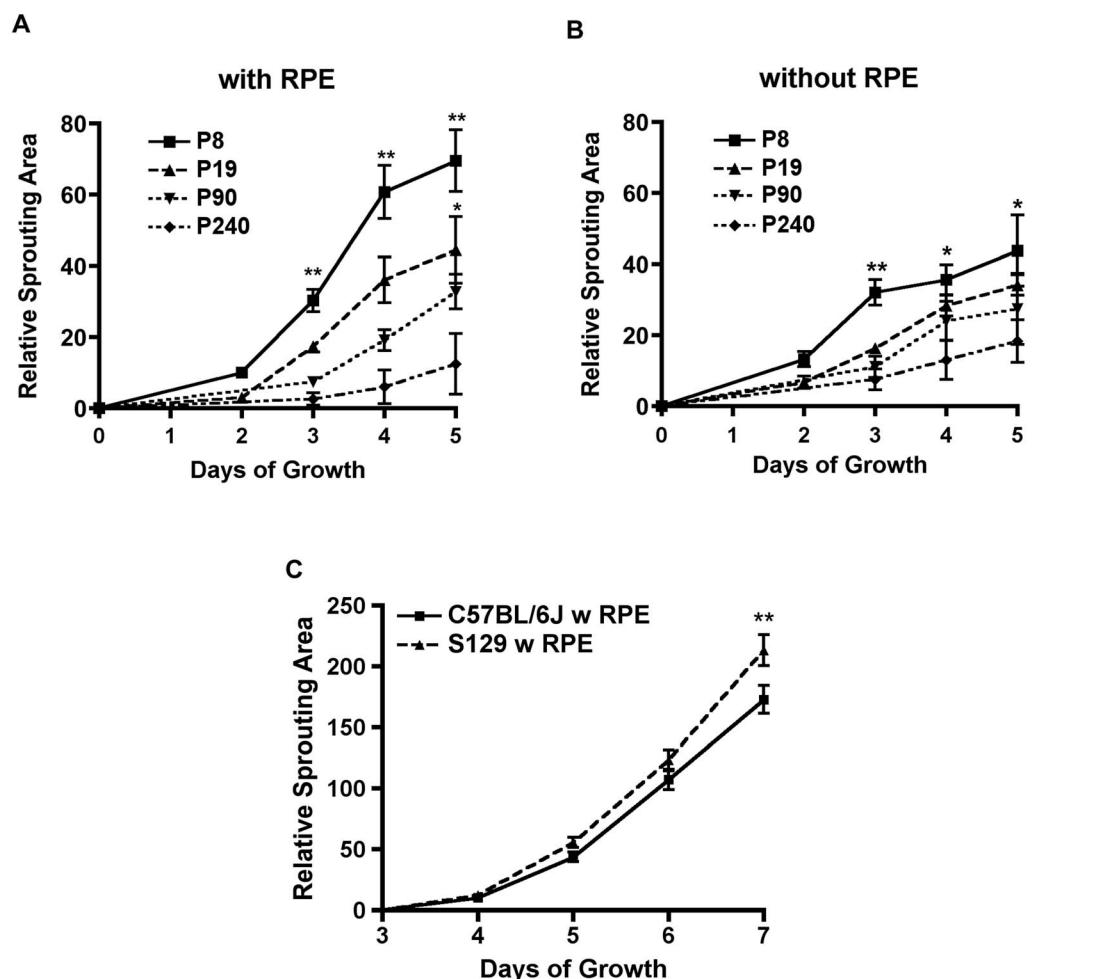 A
with RPE
Relative Sprouting Area
80
60
40
20
0
P8
P19
P90
P240
**
**
**
*
0 1 2 3 4 5
Days of Growth
B
without RPE
Relative Sprouting Area
80
60
40
20
0
P8
P19
P90
P240
**
*
*
0 1 2 3 4 5
Days of Growth
C
Relative Sprouting Area
250
200
150
100
50
0
C57BL/6J w RPE
S129 w RPE
**
3 4 5 6 7
Days of Growth